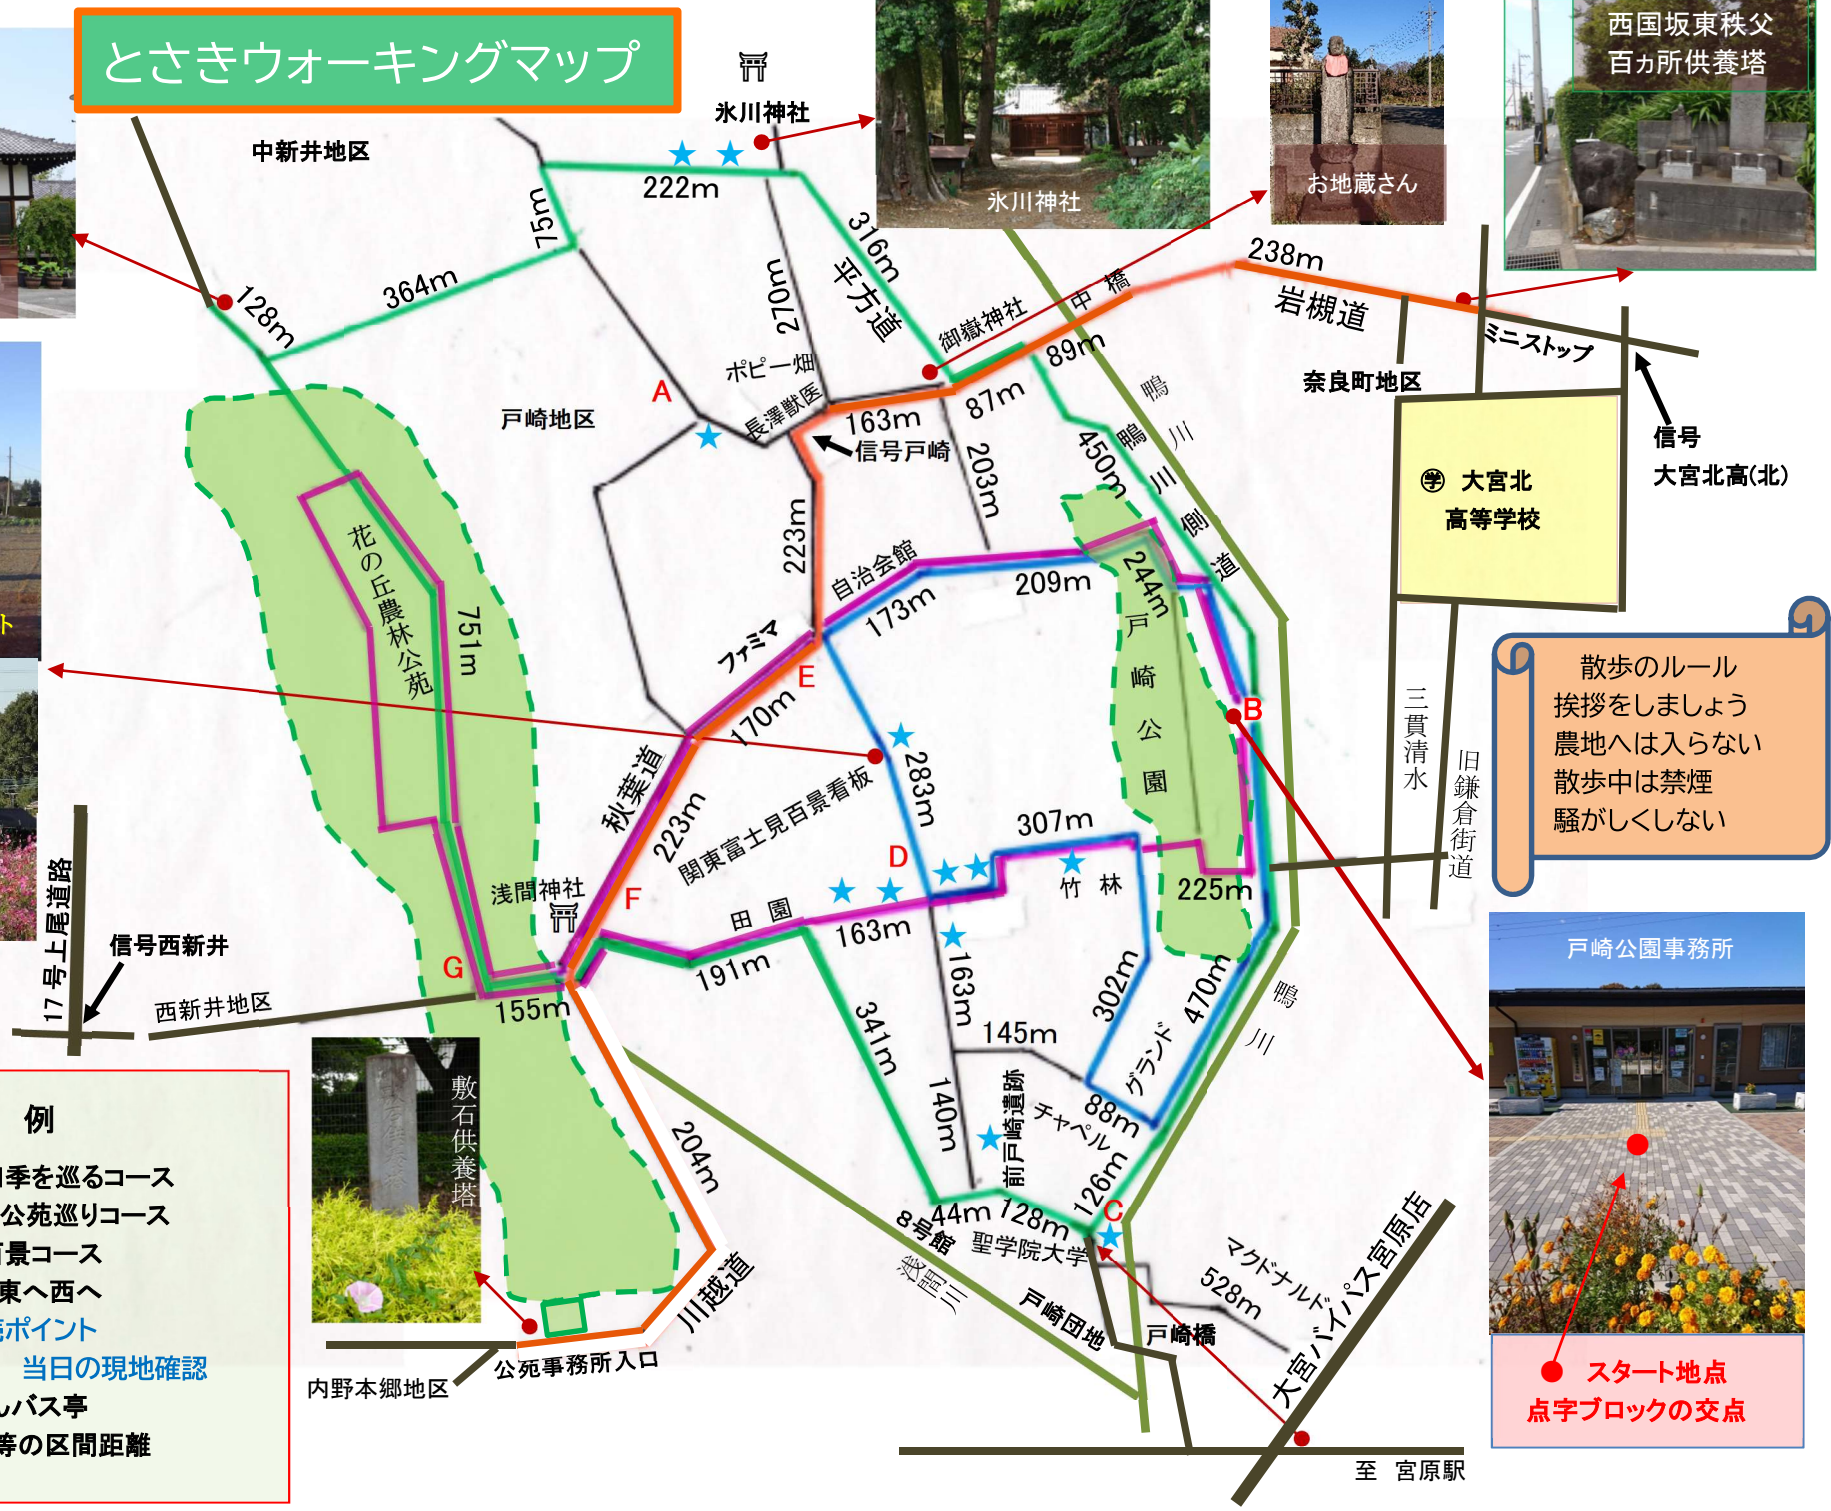 とさきウォーキングマップ
氷川神社
中新井地区
222m
75m
364m
128m
316m
平方道
270m
ポピー畑
長澤獣医
御嶽神社
中橋
238m
岩槻道
ミニストップ
奈良町地区
89m
87m
163m
信号戸崎
203m
450m
鴨川側道
鴨川
氷川神社
お地蔵さん
西国坂東秩父
百カ所供養塔
信号
大宮北高(北)
学 大宮北
高等学校
戸崎地区
A
223m
自治会館
173m
209m
244m
戸崎公園
ファミマ
E
170m
花の丘農林公苑
751m
ト
秋葉道
223m
関東富士見百景看板
283m
B
三貫清水
旧鎌倉街道
散歩のルール
挨拶をしましょう
農地へは入らない
散歩中は禁煙
騒がしくしない
307m
D
竹林
225m
浅間神社
F
田園
163m
191m
163m
17号上尾道路
信号西新井
西新井地区
G
155m
341m
145m
302m
グランド
470m
鴨川
戸崎公園事務所
敷石供養塔
204m
140m
前戸崎遺跡
チャペル
88m
126m
C
44m
128m
8号館
聖学院大学
浅間川
戸崎団地
戸崎橋
マクドナルド
528m
大宮バイパス宮原店
至 宮原駅
川越道
公苑事務所入口
内野本郷地区
スタート地点
点字ブロックの交点
例
季を巡るコース
公苑巡りコース
景コース
東へ西へ
ポイント
当日の現地確認
んバス亭
等の区間距離